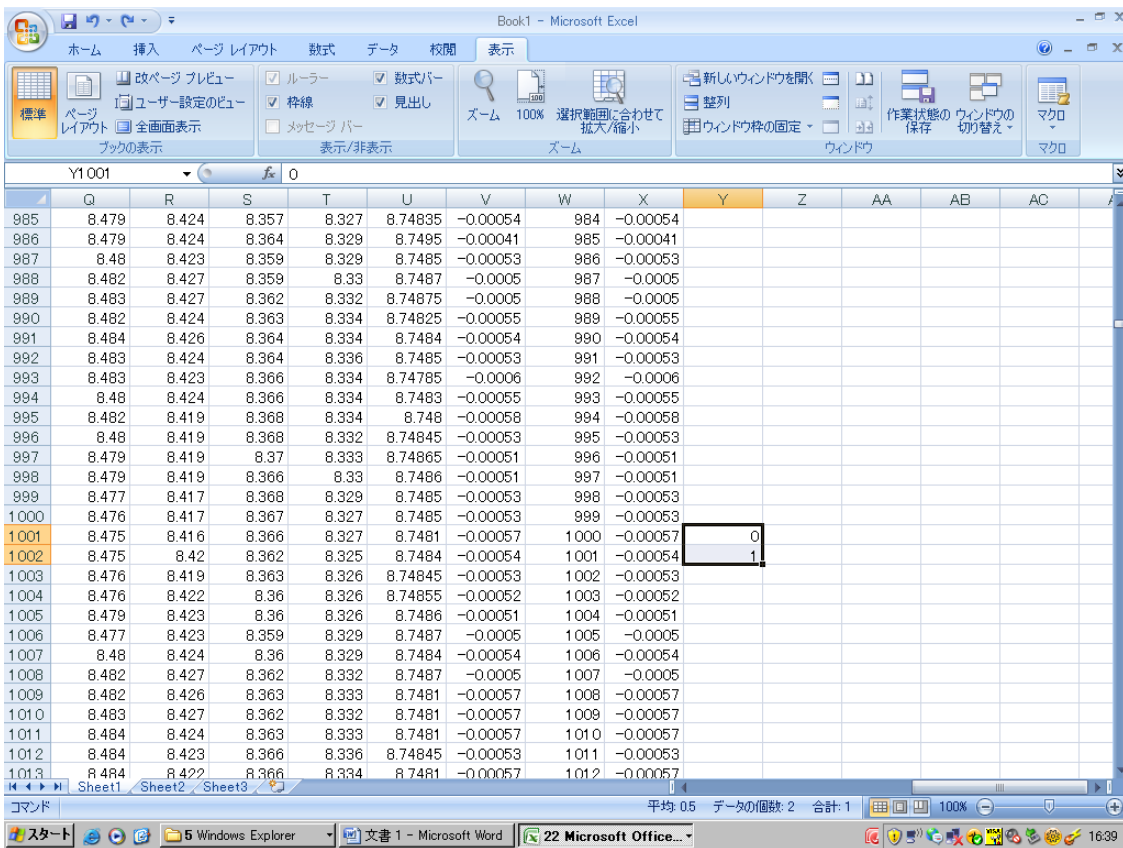 Book1 - Microsoft Excel
ホーム 挿入 ページ レイアウト 数式 データ 校閲 表示
標準 ページ レイアウト 改ページ プレビュー ユーザー設定のビュー 全画面表示
ブックの表示
ルーラー 数式バー
枠線 見出し
メッセージ バー
表示/非表示
ズーム 100% 選択範囲に合わせて 拡大/縮小
ズーム
新しいウィンドウを開く
整列
ウィンドウ枠の固定
作業状態の 保存 ウィンドウの 切り替え
ウィンドウ
マクロ
マクロ
Y1001 fx 0
Q R S T U V W X Y Z AA AB AC
985 8.479 8.424 8.357 8.327 8.74835 -0.00054 984 -0.00054
986 8.479 8.424 8.364 8.329 8.7495 -0.00041 985 -0.00041
987 8.48 8.423 8.359 8.329 8.7485 -0.00053 986 -0.00053
988 8.482 8.427 8.359 8.33 8.7487 -0.0005 987 -0.0005
989 8.483 8.427 8.362 8.332 8.74875 -0.0005 988 -0.0005
990 8.482 8.424 8.363 8.334 8.74825 -0.00055 989 -0.00055
991 8.484 8.426 8.364 8.334 8.7484 -0.00054 990 -0.00054
992 8.483 8.424 8.364 8.336 8.7485 -0.00053 991 -0.00053
993 8.483 8.423 8.366 8.334 8.74785 -0.0006 992 -0.0006
994 8.48 8.424 8.366 8.334 8.7483 -0.00055 993 -0.00055
995 8.482 8.419 8.368 8.334 8.748 -0.00058 994 -0.00058
996 8.48 8.419 8.368 8.332 8.74845 -0.00053 995 -0.00053
997 8.479 8.419 8.37 8.333 8.74865 -0.00051 996 -0.00051
998 8.479 8.419 8.366 8.33 8.7486 -0.00051 997 -0.00051
999 8.477 8.417 8.368 8.329 8.7485 -0.00053 998 -0.00053
1000 8.476 8.417 8.367 8.327 8.7485 -0.00053 999 -0.00053
1001 8.475 8.416 8.366 8.327 8.7481 -0.00057 1000 -0.00057 0
1002 8.475 8.42 8.362 8.325 8.7484 -0.00054 1001 -0.00054 1
1003 8.476 8.419 8.363 8.326 8.74845 -0.00053 1002 -0.00053
1004 8.476 8.422 8.36 8.326 8.74855 -0.00052 1003 -0.00052
1005 8.479 8.423 8.36 8.326 8.7486 -0.00051 1004 -0.00051
1006 8.477 8.423 8.359 8.329 8.7487 -0.0005 1005 -0.0005
1007 8.48 8.424 8.36 8.329 8.7484 -0.00054 1006 -0.00054
1008 8.482 8.427 8.362 8.332 8.7487 -0.0005 1007 -0.0005
1009 8.482 8.426 8.363 8.333 8.7481 -0.00057 1008 -0.00057
1010 8.483 8.427 8.362 8.332 8.7481 -0.00057 1009 -0.00057
1011 8.484 8.424 8.363 8.333 8.7481 -0.00057 1010 -0.00057
1012 8.484 8.423 8.366 8.336 8.74845 -0.00053 1011 -0.00053
1013 8.484 8.422 8.366 8.334 8.7481 -0.00057 1012 -0.00057
Sheet1 Sheet2 Sheet3
コマンド 平均: 0.5 データの個数: 2 合計: 1 100%
スタート 5 Windows Explorer 文書 1 - Microsoft Word 22 Microsoft Office... 16:39